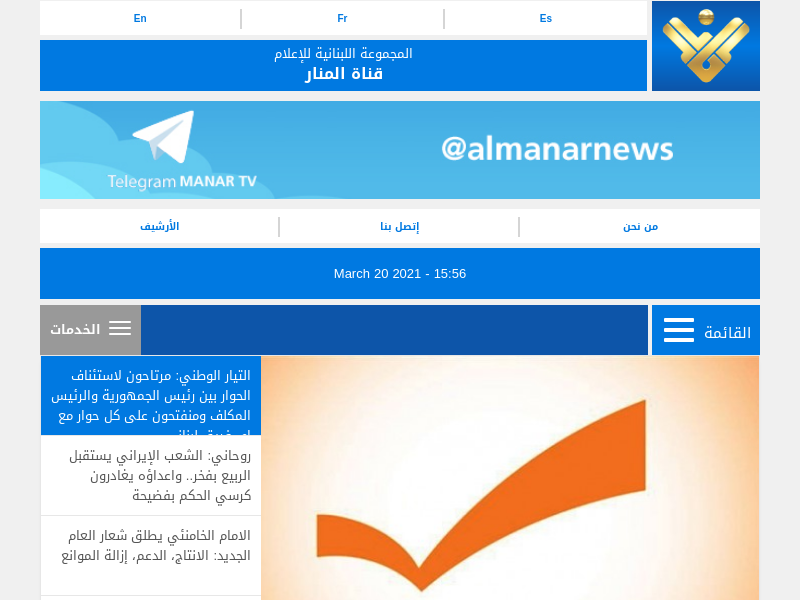 En
Fr
Es
المجموعة اللبنانية للإعلام
قناة المنار
Telegram MANAR TV
@almanarnews
من نحن
إتصل بنا
الأرشيف
March 20 2021 - 15:56
القائمة
الخدمات
التيار الوطني: مرتاحون لاستئناف
الحوار بين رئيس الجمهورية والرئيس
المكلف ومنفتحون على كل حوار مع
روحاني: الشعب الإيراني يستقبل
الربيع بفخر.. واعداؤه يغادرون
كرسي الحكم بفضيحة
الامام الخامنئي يطلق شعار العام
الجديد: الانتاج، الدعم، إزالة الموانع